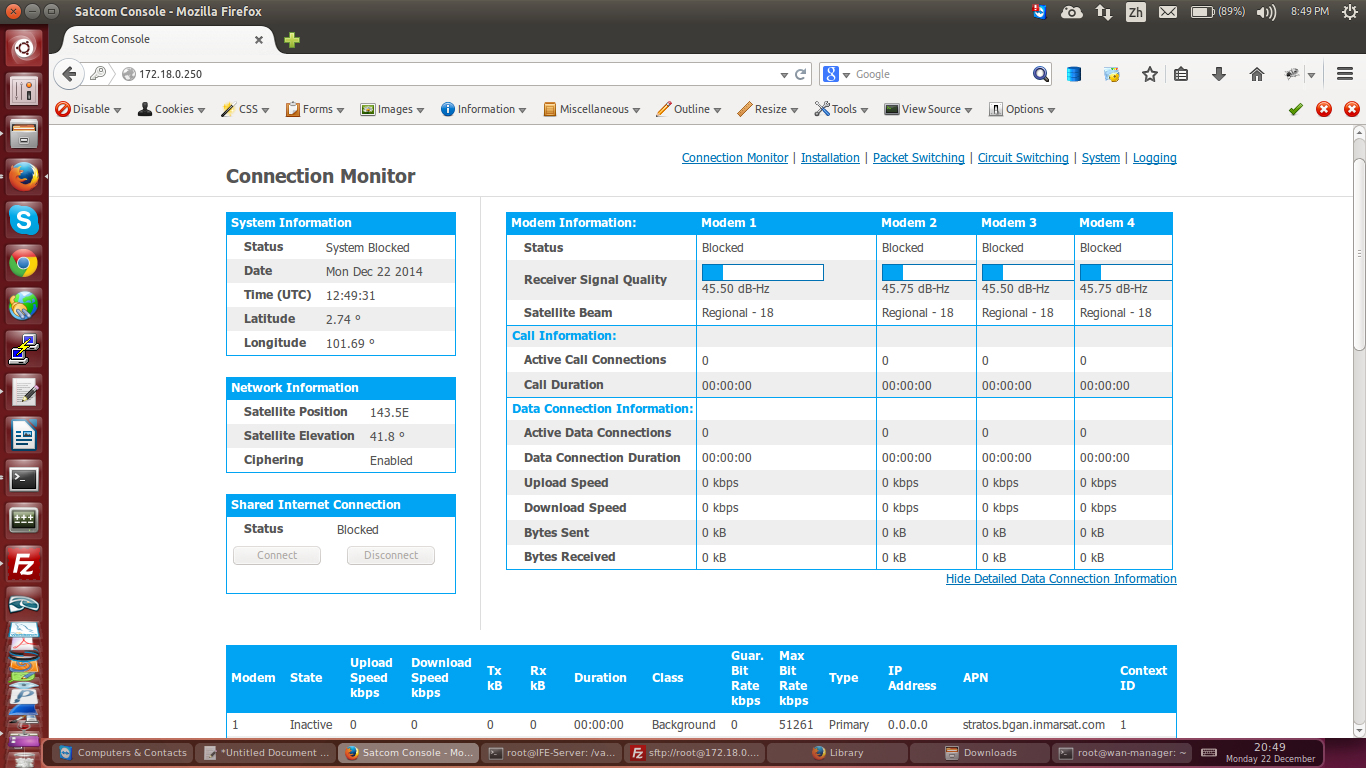 Satcom Console - Mozilla Firefox
Zh
(89%)
8:49 PM
Satcom Console
172.18.0.250
Google
Disable
Cookies
CSS
Forms
Images
Information
Miscellaneous
Outline
Resize
Tools
View Source
Options
Connection Monitor | Installation | Packet Switching | Circuit Switching | System | Logging
Connection Monitor
System Information
Status System Blocked
Date Mon Dec 22 2014
Time (UTC) 12:49:31
Latitude 2.74 º
Longitude 101.69 º
Network Information
Satellite Position 143.5E
Satellite Elevation 41.8 º
Ciphering Enabled
Shared Internet Connection
Status Blocked
Connect Disconnect
Modem Information: Modem 1 Modem 2 Modem 3 Modem 4
Status Blocked Blocked Blocked Blocked
Receiver Signal Quality 45.50 dB-Hz 45.75 dB-Hz 45.50 dB-Hz 45.75 dB-Hz
Satellite Beam Regional - 18 Regional - 18 Regional - 18 Regional - 18
Call Information:
Active Call Connections 0 0 0 0
Call Duration 00:00:00 00:00:00 00:00:00 00:00:00
Data Connection Information:
Active Data Connections 0 0 0 0
Data Connection Duration 00:00:00 00:00:00 00:00:00 00:00:00
Upload Speed 0 kbps 0 kbps 0 kbps 0 kbps
Download Speed 0 kbps 0 kbps 0 kbps 0 kbps
Bytes Sent 0 kB 0 kB 0 kB 0 kB
Bytes Received 0 kB 0 kB 0 kB 0 kB
Hide Detailed Data Connection Information
Modem State Upload Speed kbps Download Speed kbps Tx kB Rx kB Duration Class Guar. Bit Rate kbps Max Bit Rate kbps Type IP Address APN Context ID
1 Inactive 0 0 0 0 00:00:00 Background 0 51261 Primary 0.0.0.0 stratos.bgan.inmarsat.com 1
Computers & Contacts
*Untitled Document ...
Satcom Console - Mo...
root@IFE-Server: /va...
sftp://root@172.18.0....
Library
Downloads
root@wan-manager: ~
20:49
Monday 22 December